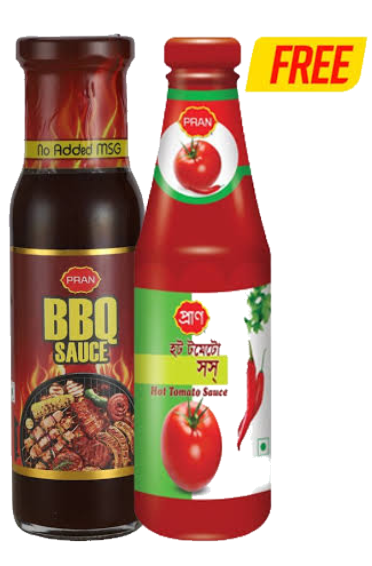 FREE
No Added MSG
PRAN
BBQ
SAUCE
PRAN
প্রাণ
হট টমেটো
সস্
Hot Tomato Sauce